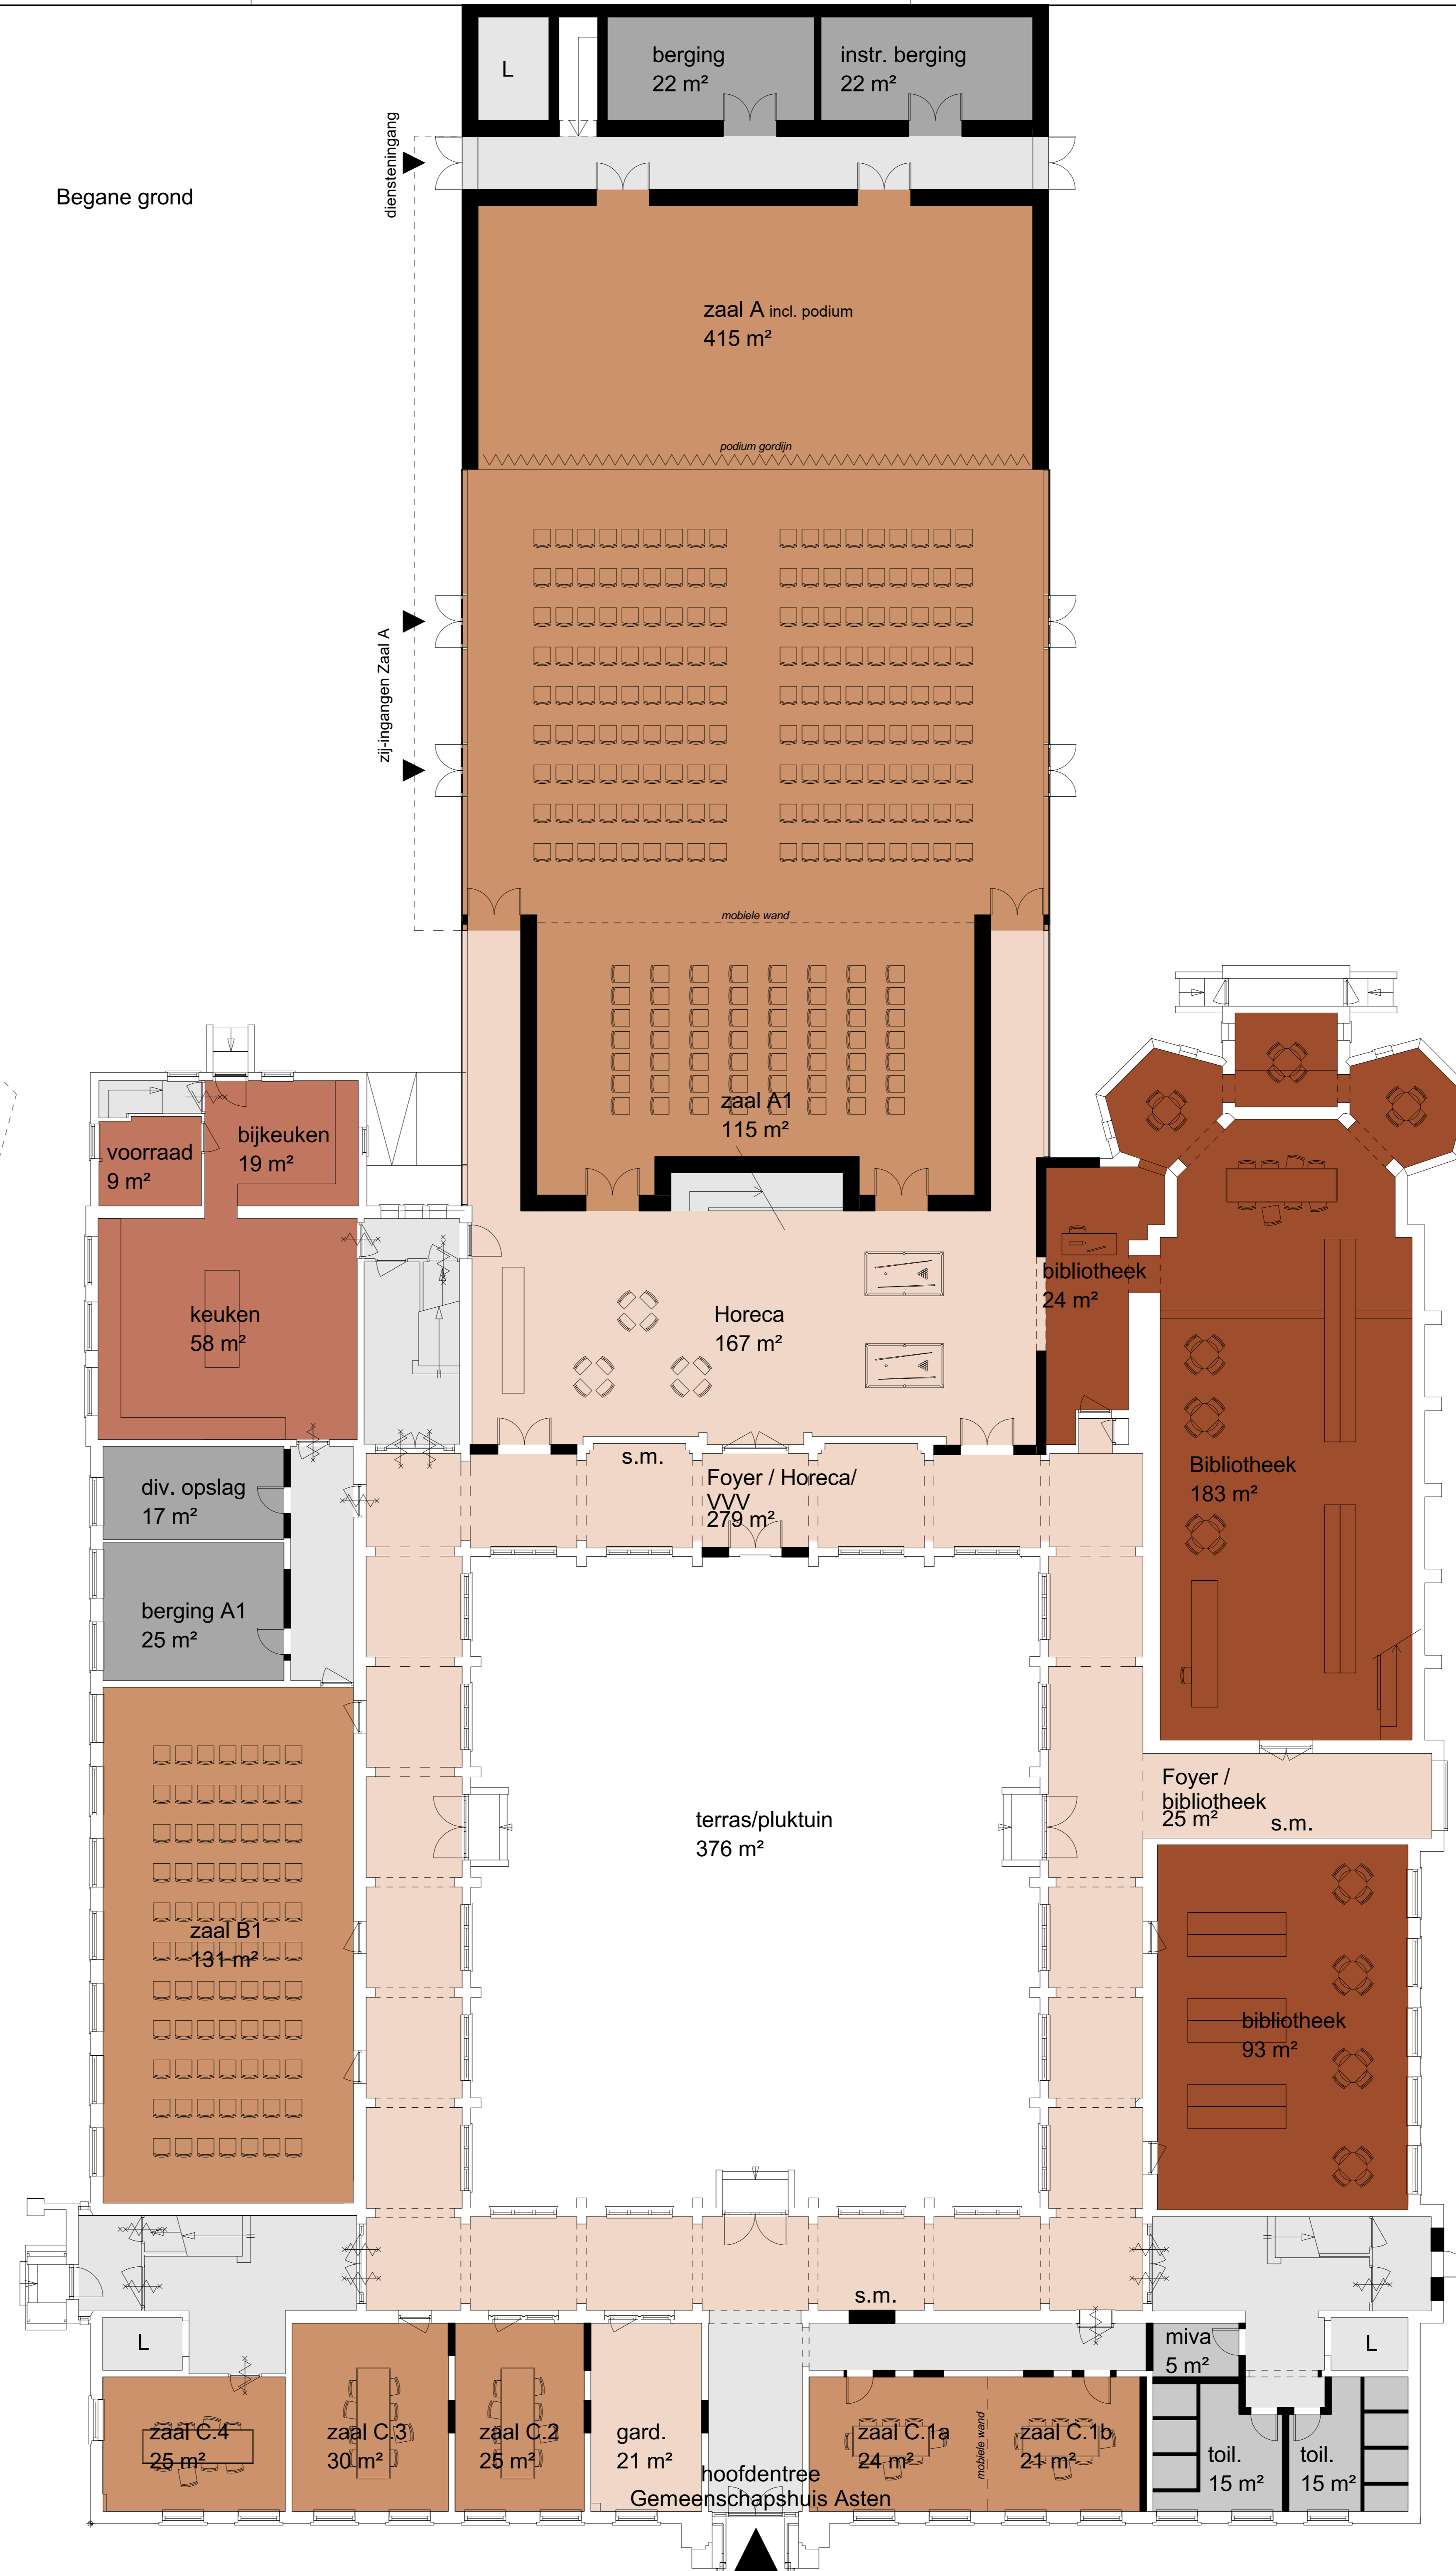 L
berging
22 m²
instr. berging
22 m²
diensteningang
Begane grond
zaal A incl. podium
415 m²
podium gordijn
zij-ingangen Zaal A
mobiele wand
zaal A1
115 m²
voorraad
9 m²
bijkeuken
19 m²
keuken
58 m²
Horeca
167 m²
bibliotheek
24 m²
s.m.
Foyer / Horeca/
VVV
279 m²
Bibliotheek
183 m²
div. opslag
17 m²
berging A1
25 m²
terras/pluktuin
376 m²
Foyer /
bibliotheek
25 m²
s.m.
zaal B1
131 m²
bibliotheek
93 m²
s.m.
L
miva
5 m²
L
zaal C.4
25 m²
zaal C.3
30 m²
zaal C.2
25 m²
gard.
21 m²
zaal C.1a
24 m²
mobiele wand
zaal C.1b
21 m²
toil.
15 m²
toil.
15 m²
hoofdentree
Gemeenschapshuis Asten